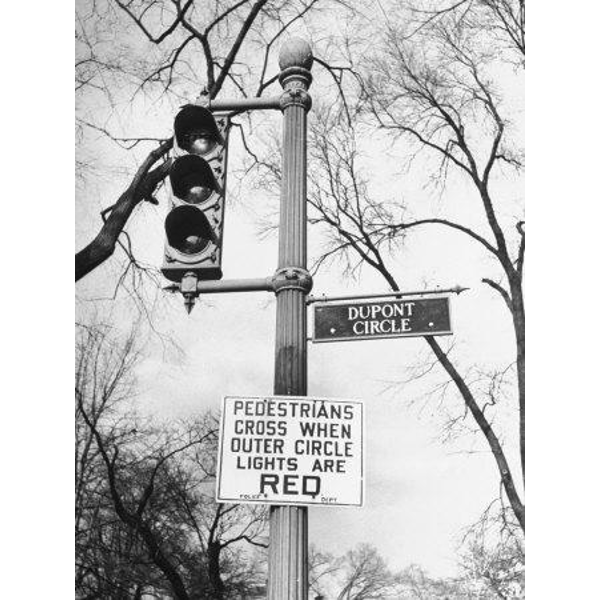 DUPONT
CIRCLE
PEDESTRIANS
CROSS WHEN
OUTER CIRCLE
LIGHTS ARE
RED
POLICE DEPT